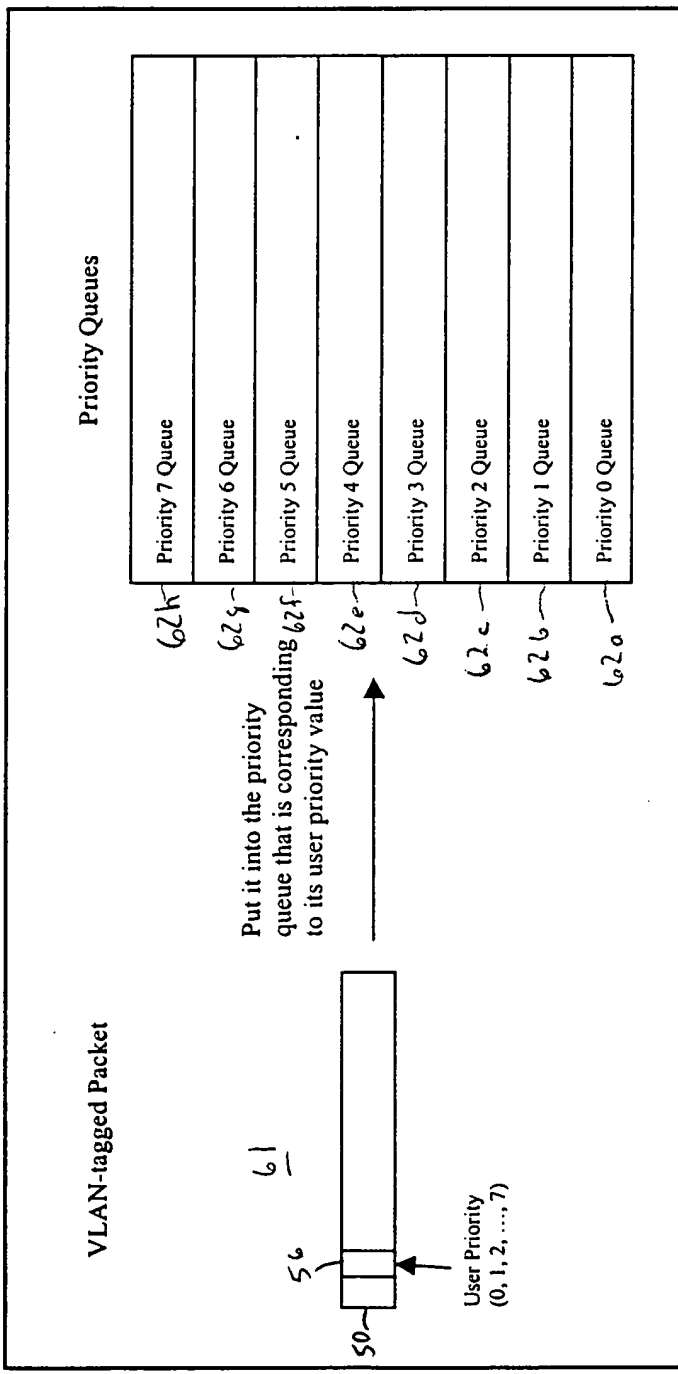 VLAN-tagged Packet
61
56
50
User Priority
(0, 1, 2, ..., 7)
Put it into the priority
queue that is corresponding
to its user priority value
Priority Queues
62h
Priority 7 Queue
62g
Priority 6 Queue
62f
Priority 5 Queue
62e
Priority 4 Queue
62d
Priority 3 Queue
62c
Priority 2 Queue
62b
Priority 1 Queue
62a
Priority 0 Queue